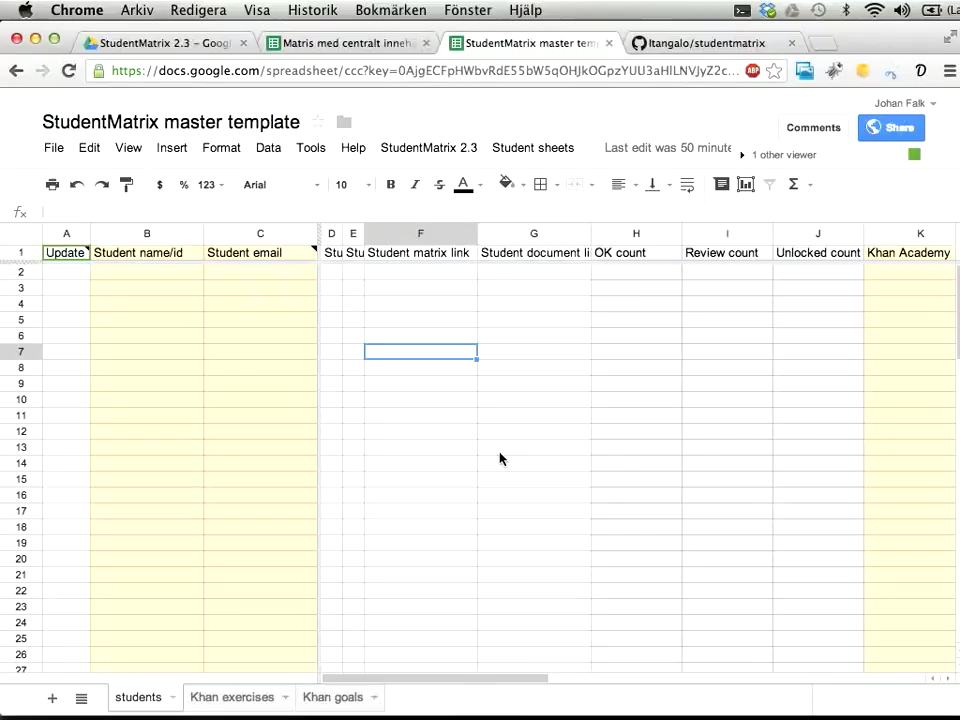 Chrome Arkiv Redigera Visa Historik Bokmärken Fönster Hjälp
StudentMatrix 2.3 – Googl Matris med centralt inneh StudentMatrix master temp Itangalo/studentmatrix
https://docs.google.com/spreadsheet/ccc?key=0AjgECFpHWbvRdE55bW5qOHJkOGpzYUU3aHlLNVJyZ2c...
Johan Falk
StudentMatrix master template
Comments Share
File Edit View Insert Format Data Tools Help StudentMatrix 2.3 Student sheets Last edit was 50 minute
1 other viewer
$ % 123 Arial 10 B I S A Σ
fx
A B C D E F G H I J K
1 Update Student name/id Student email Stu Stu Student matrix link Student document li OK count Review count Unlocked count Khan Academy
2
3
4
5
6
7
8
9
10
11
12
13
14
15
16
17
18
19
20
21
22
23
24
25
26
27
+ students Khan exercises Khan goals